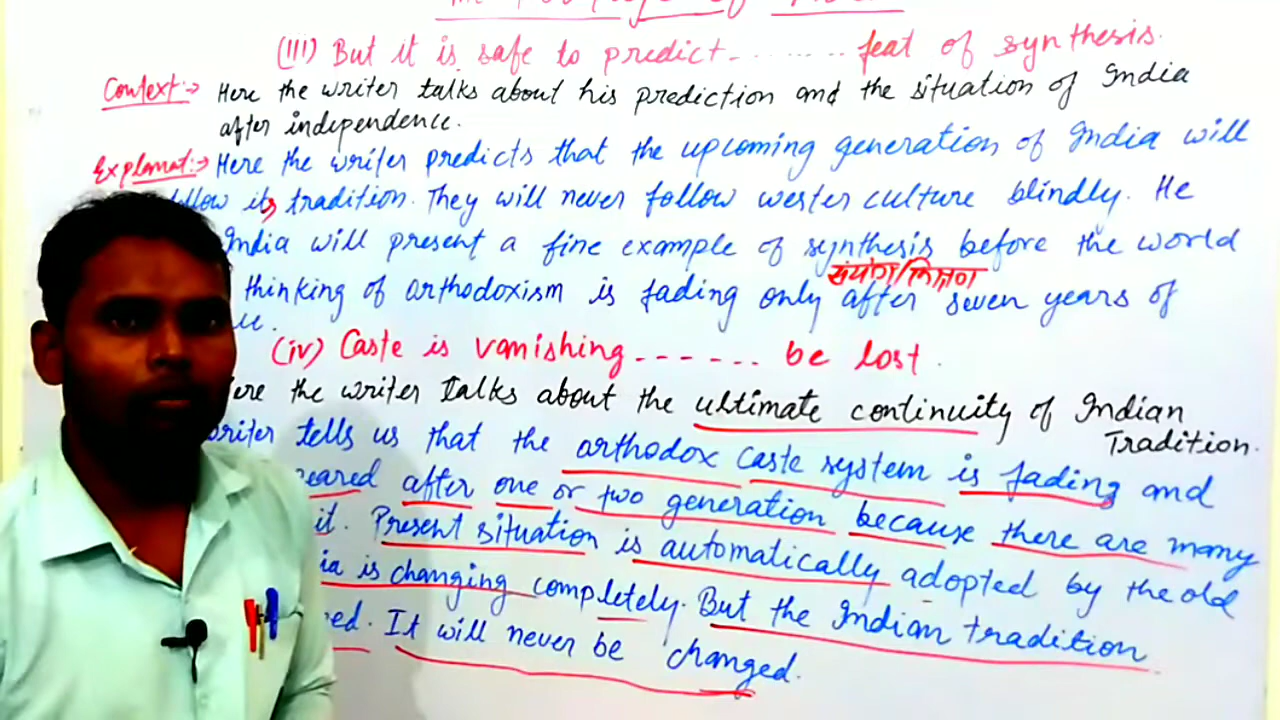 (III) But it is safe to predict- . . . . . . . feat of synthesis.
Context:→ Here the writer talks about his prediction and the situation of India
after independence.
Explanat:→ Here the writer predicts that the upcoming generation of India will
its tradition. They will never follow wester culture blindly. He
India will present a fine example of synthesis before the world
संयोग/मिश्रण
thinking of orthodoxism is fading only after seven years of
(iv) Caste is vanishing - - - - - - be lost.
the writer talks about the ultimate continuity of Indian
Tradition.
writer tells us that the orthodox caste system is fading and
after one or two generation because there are many
it. Present situation is automatically adopted by the old
is changing completely. But the Indian tradition
It will never be changed.